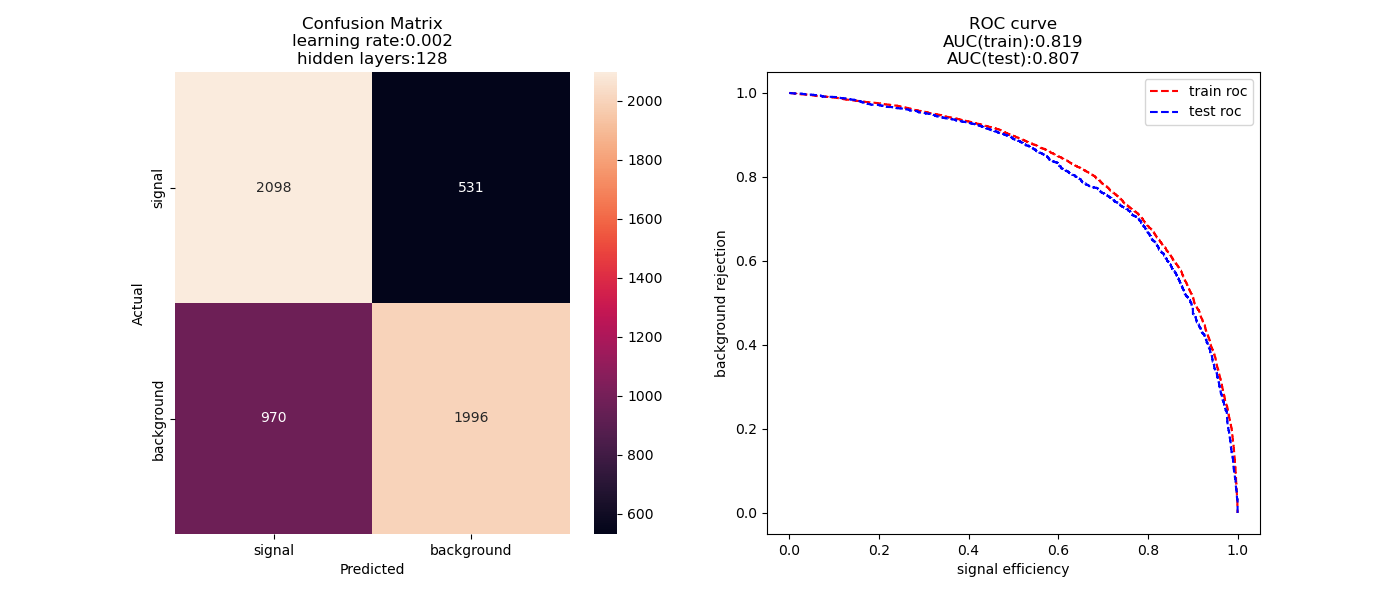 Confusion Matrix
learning rate:0.002
hidden layers:128
signal
background
Actual
2098
531
970
1996
signal
background
Predicted
2000
1800
1600
1400
1200
1000
800
600
ROC curve
AUC(train):0.819
AUC(test):0.807
train roc
test roc
1.0
0.8
0.6
0.4
0.2
0.0
background rejection
0.0
0.2
0.4
0.6
0.8
1.0
signal efficiency